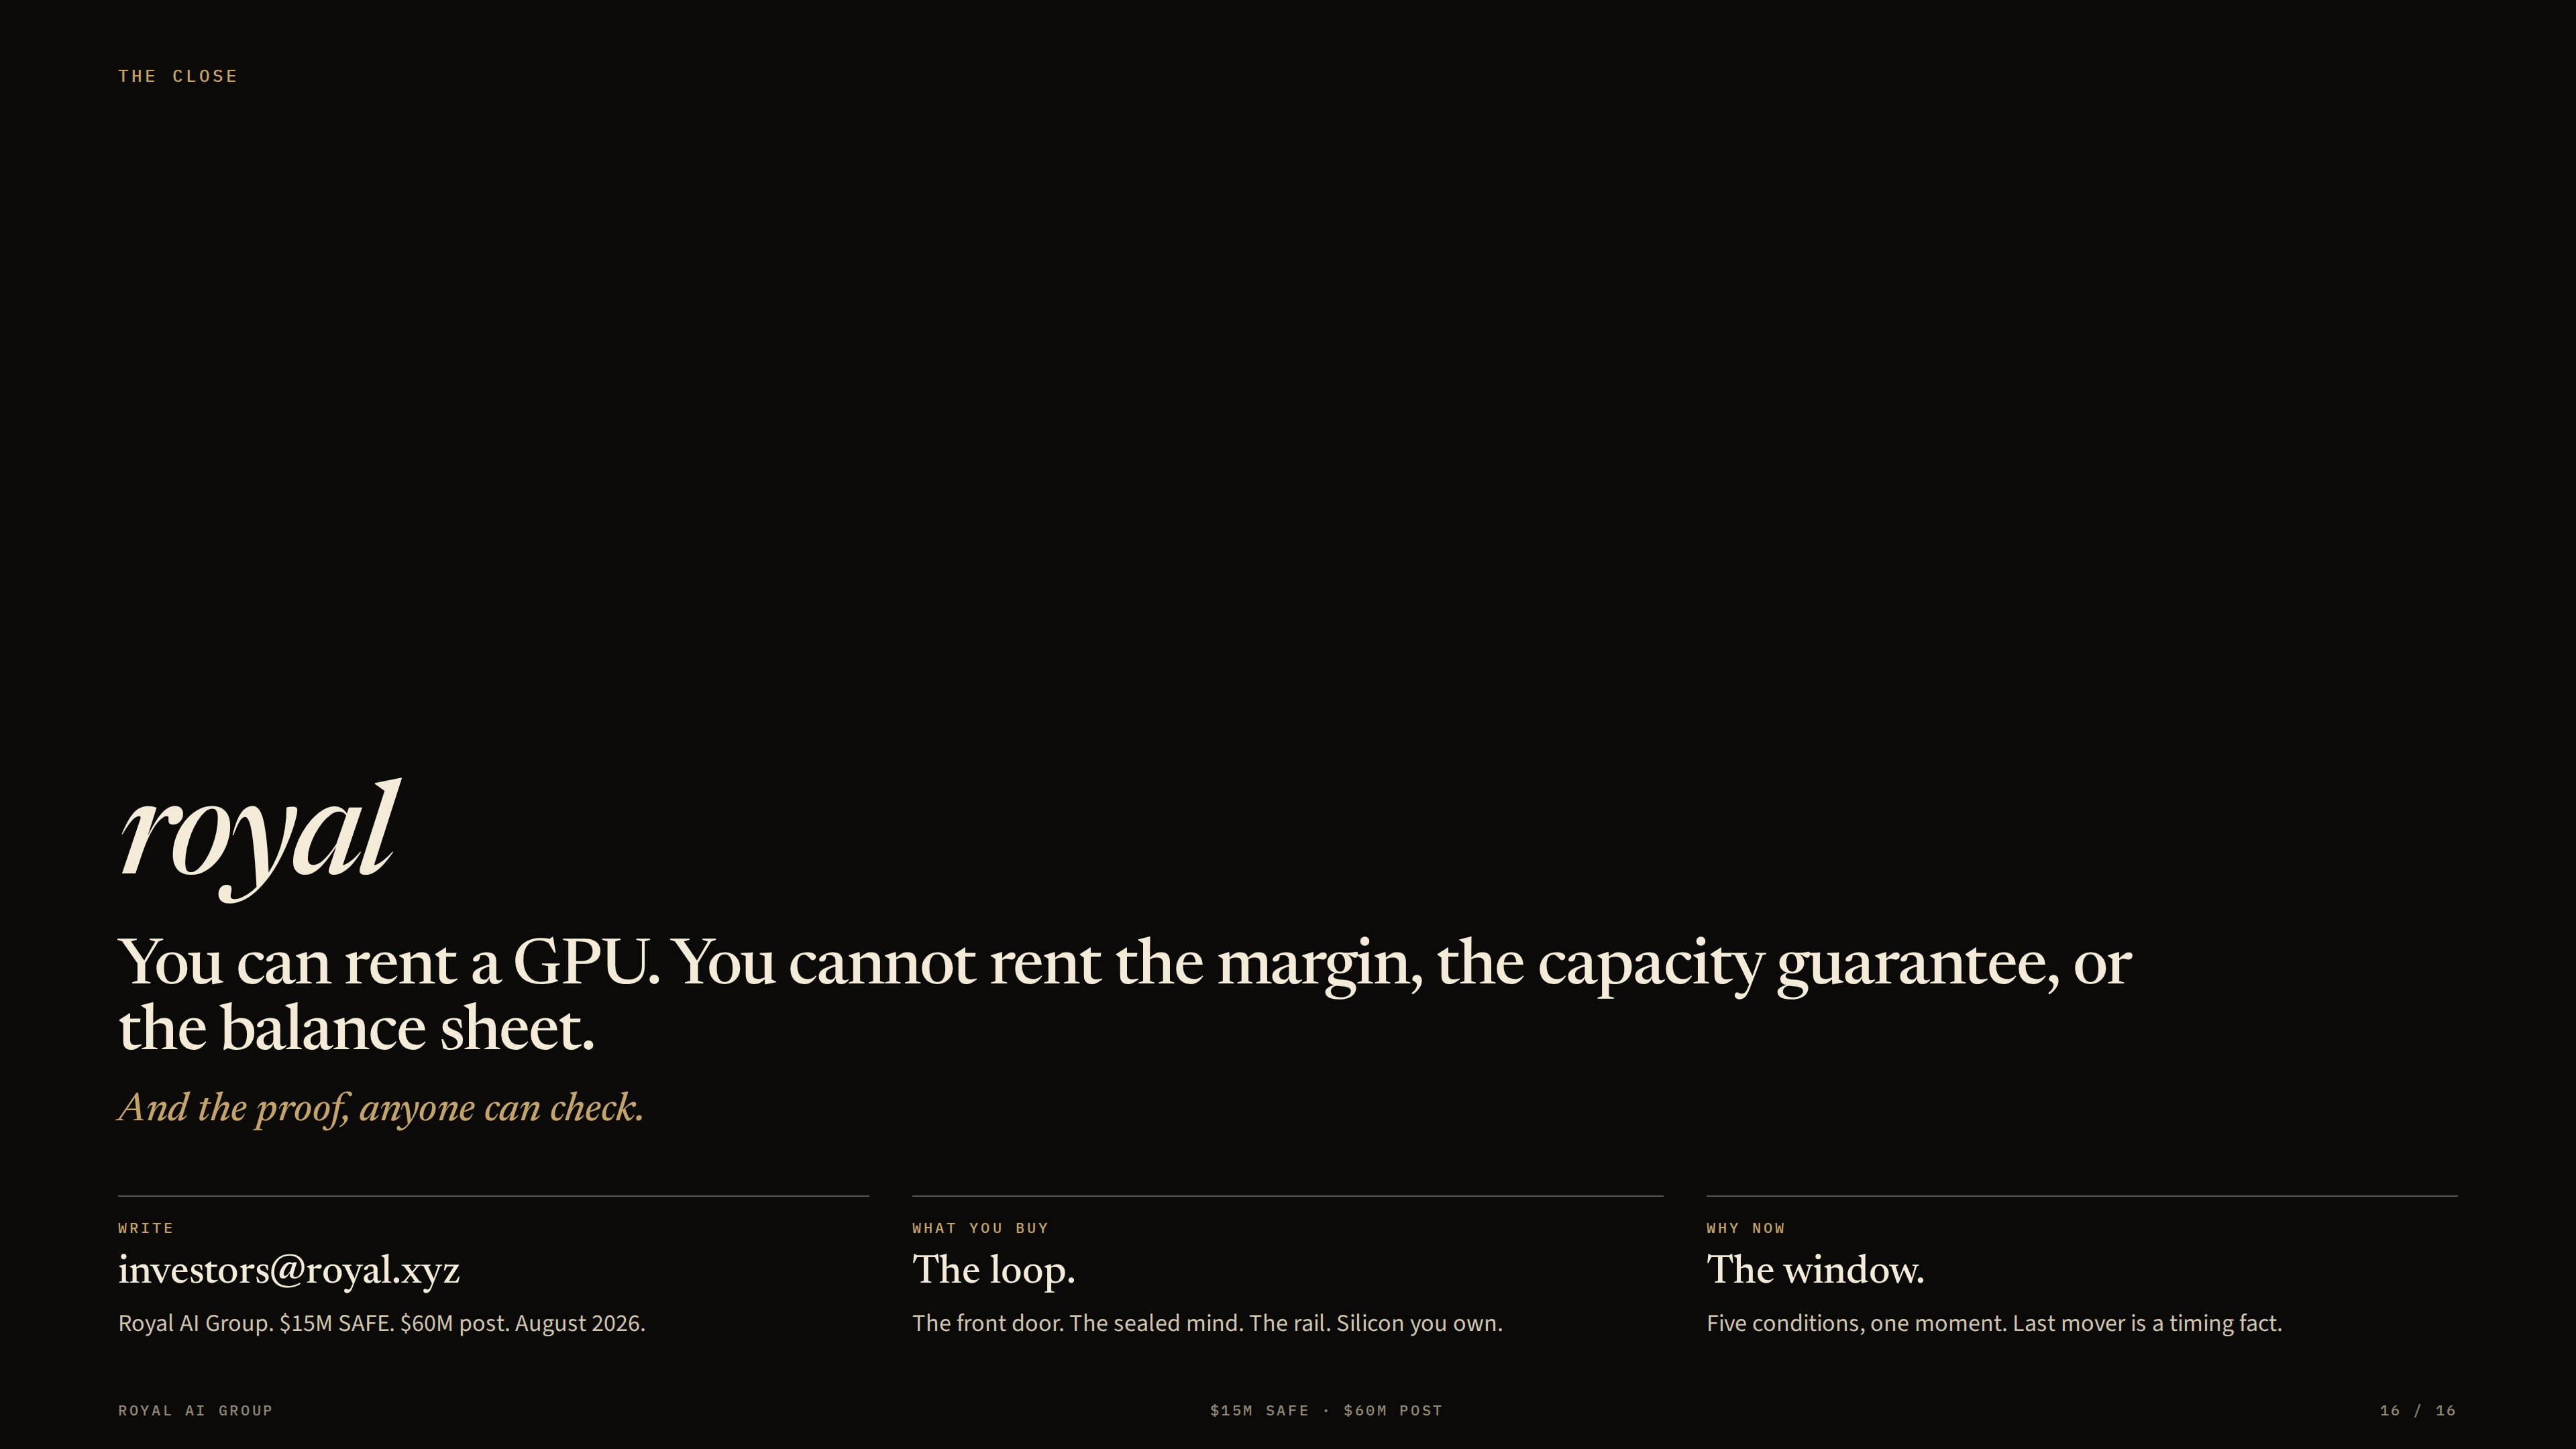 THE CLOSE
royal
You can rent a GPU. You cannot rent the margin, the capacity guarantee, or
the balance sheet.
And the proof, anyone can check.
WRITE
investors@royal.xyz
Royal AI Group. $15M SAFE. $60M post. August 2026.
WHAT YOU BUY
The loop.
The front door. The sealed mind. The rail. Silicon you own.
WHY NOW
The window.
Five conditions, one moment. Last mover is a timing fact.
ROYAL AI GROUP
$15M SAFE · $60M POST
16 / 16